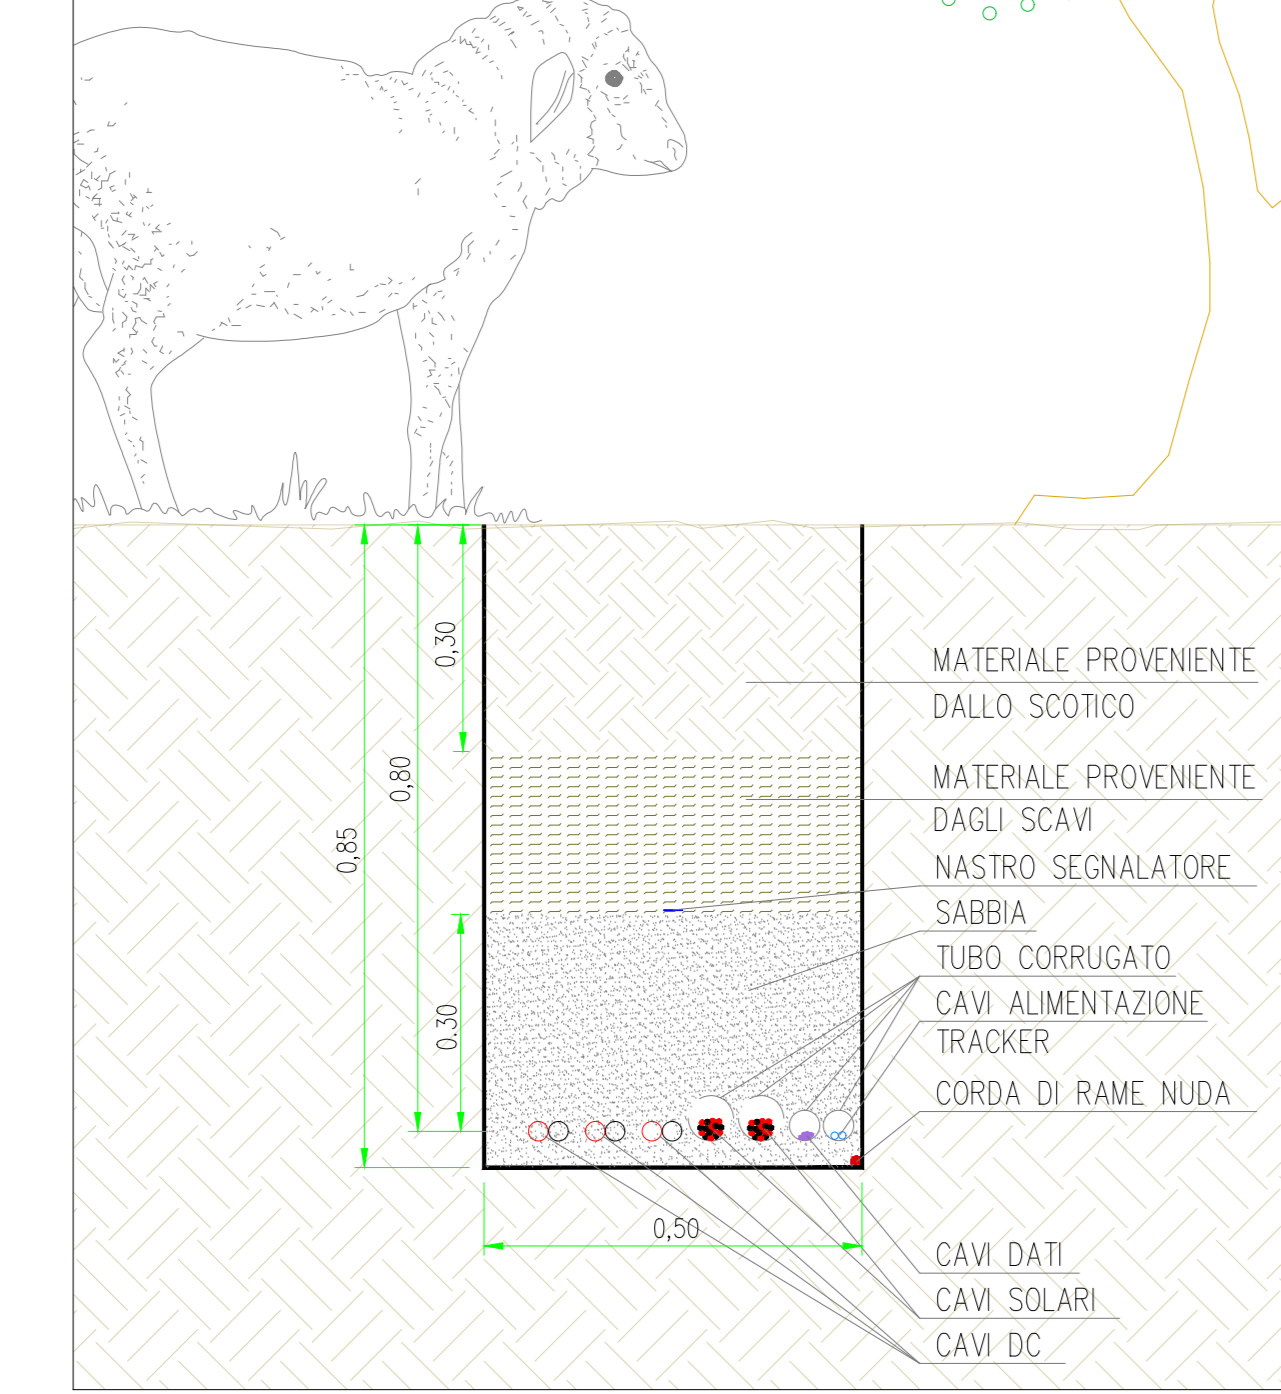 0,30
0,80
0,85
0.30
0,50
MATERIALE PROVENIENTE
DALLO SCOTICO
MATERIALE PROVENIENTE
DAGLI SCAVI
NASTRO SEGNALATORE
SABBIA
TUBO CORRUGATO
CAVI ALIMENTAZIONE
TRACKER
CORDA DI RAME NUDA
CAVI DATI
CAVI SOLARI
CAVI DC